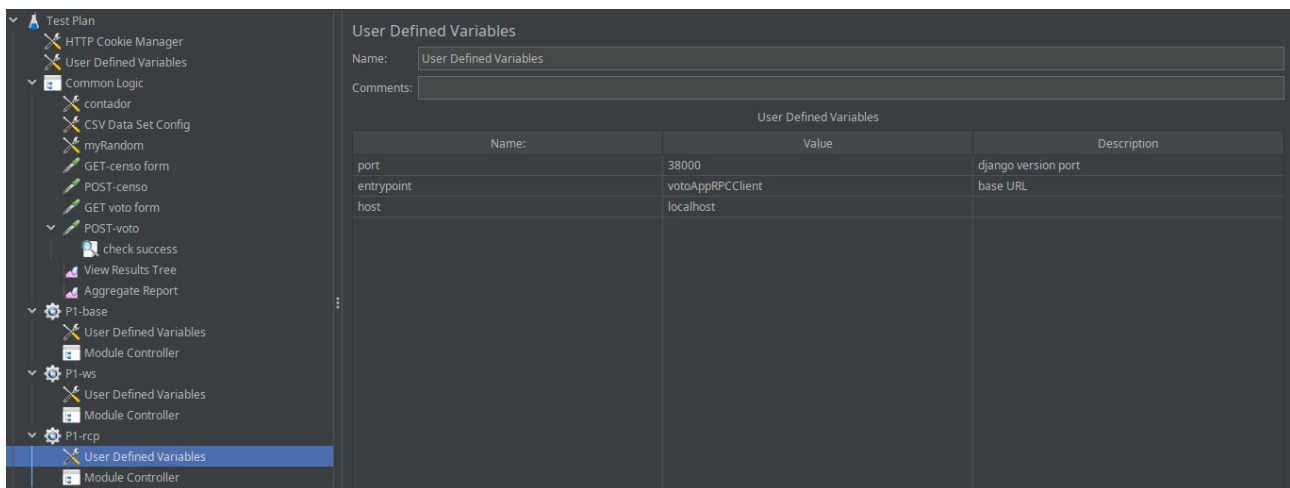 Test Plan
HTTP Cookie Manager
User Defined Variables
Common Logic
contador
CSV Data Set Config
myRandom
GET-censo form
POST-censo
GET voto form
POST-voto
check success
View Results Tree
Aggregate Report
P1-base
User Defined Variables
Module Controller
P1-ws
User Defined Variables
Module Controller
P1-rcp
User Defined Variables
Module Controller
User Defined Variables
Name: User Defined Variables
Comments:
User Defined Variables
Name: Value Description
port 38000 django version port
entrypoint votoAppRPCClient base URL
host localhost